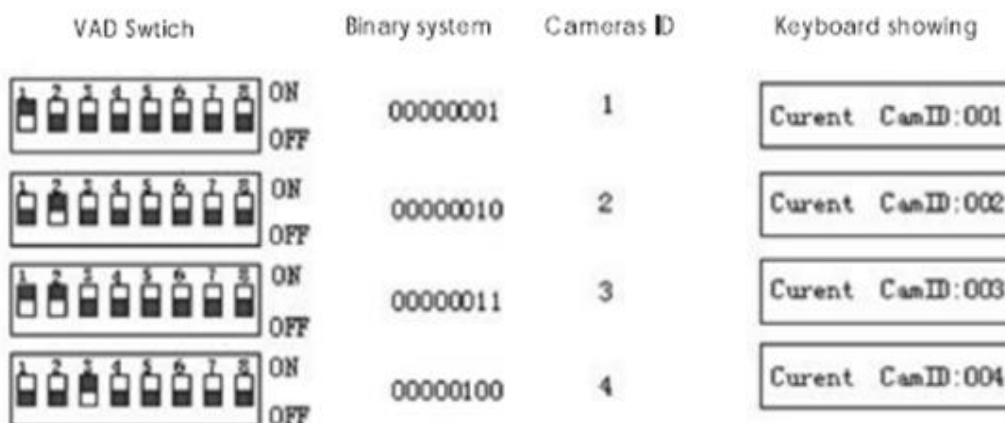 VAD Swtich Binary system Cameras ID Keyboard showing
1 2 3 4 5 6 7 8 ON
OFF 00000001 1 Curent CamID:001
1 2 3 4 5 6 7 8 ON
OFF 00000010 2 Curent CamID:002
1 2 3 4 5 6 7 8 ON
OFF 00000011 3 Curent CamID:003
1 2 3 4 5 6 7 8 ON
OFF 00000100 4 Curent CamID:004